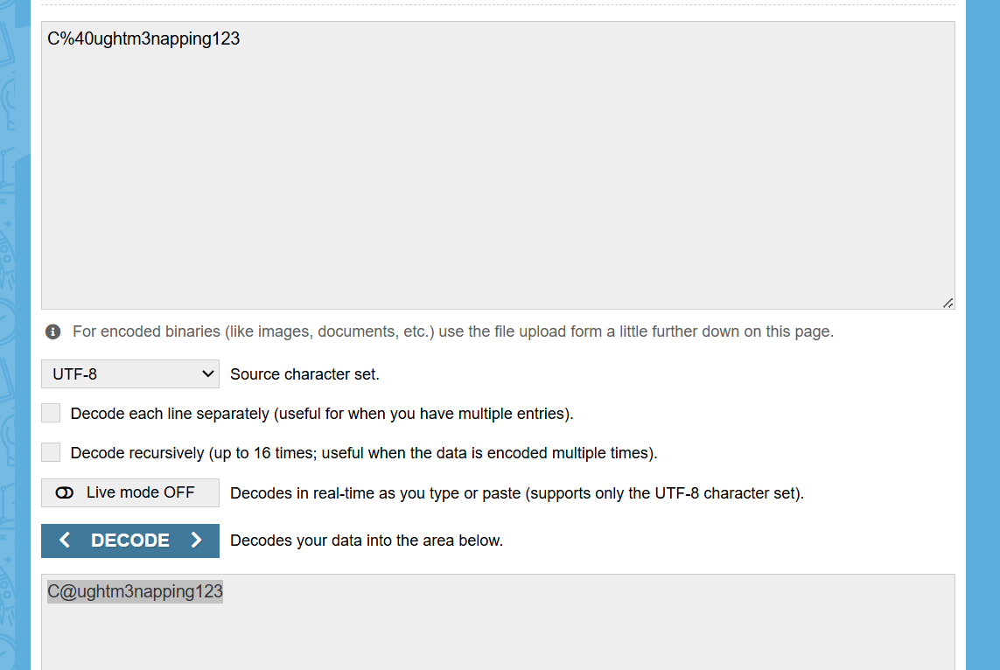 C%40ughtm3napping123
For encoded binaries (like images, documents, etc.) use the file upload form a little further down on this page.
UTF-8 Source character set.
Decode each line separately (useful for when you have multiple entries).
Decode recursively (up to 16 times; useful when the data is encoded multiple times).
Live mode OFF Decodes in real-time as you type or paste (supports only the UTF-8 character set).
DECODE Decodes your data into the area below.
C@ughtm3napping123